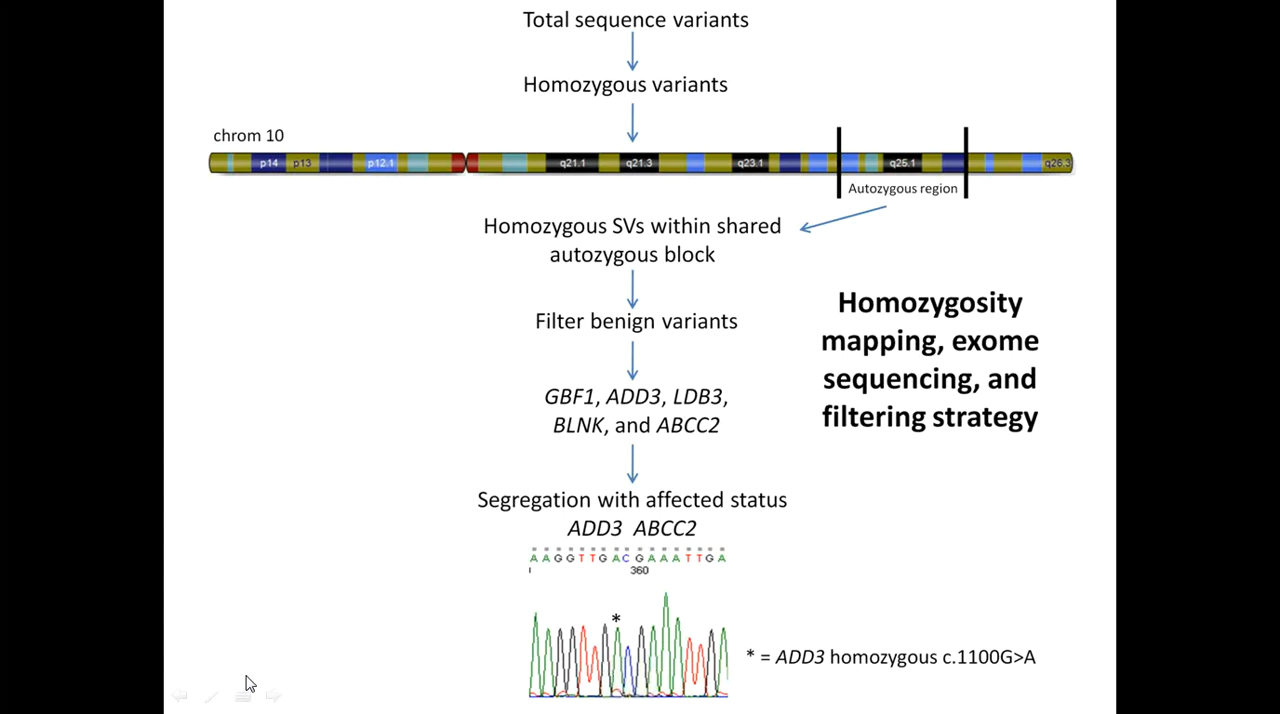 Total sequence variants
Homozygous variants
chrom 10
p14 p13 p12.1 q21.1 q21.3 q23.1 q25.1 q26.3
Autozygous region
Homozygous SVs within shared
autozygous block
Filter benign variants
Homozygosity
mapping, exome
sequencing, and
filtering strategy
GBF1, ADD3, LDB3,
BLNK, and ABCC2
Segregation with affected status
ADD3 ABCC2
A A G G T T G A C G A A A T T G A
360
*
* = ADD3 homozygous c.1100G>A